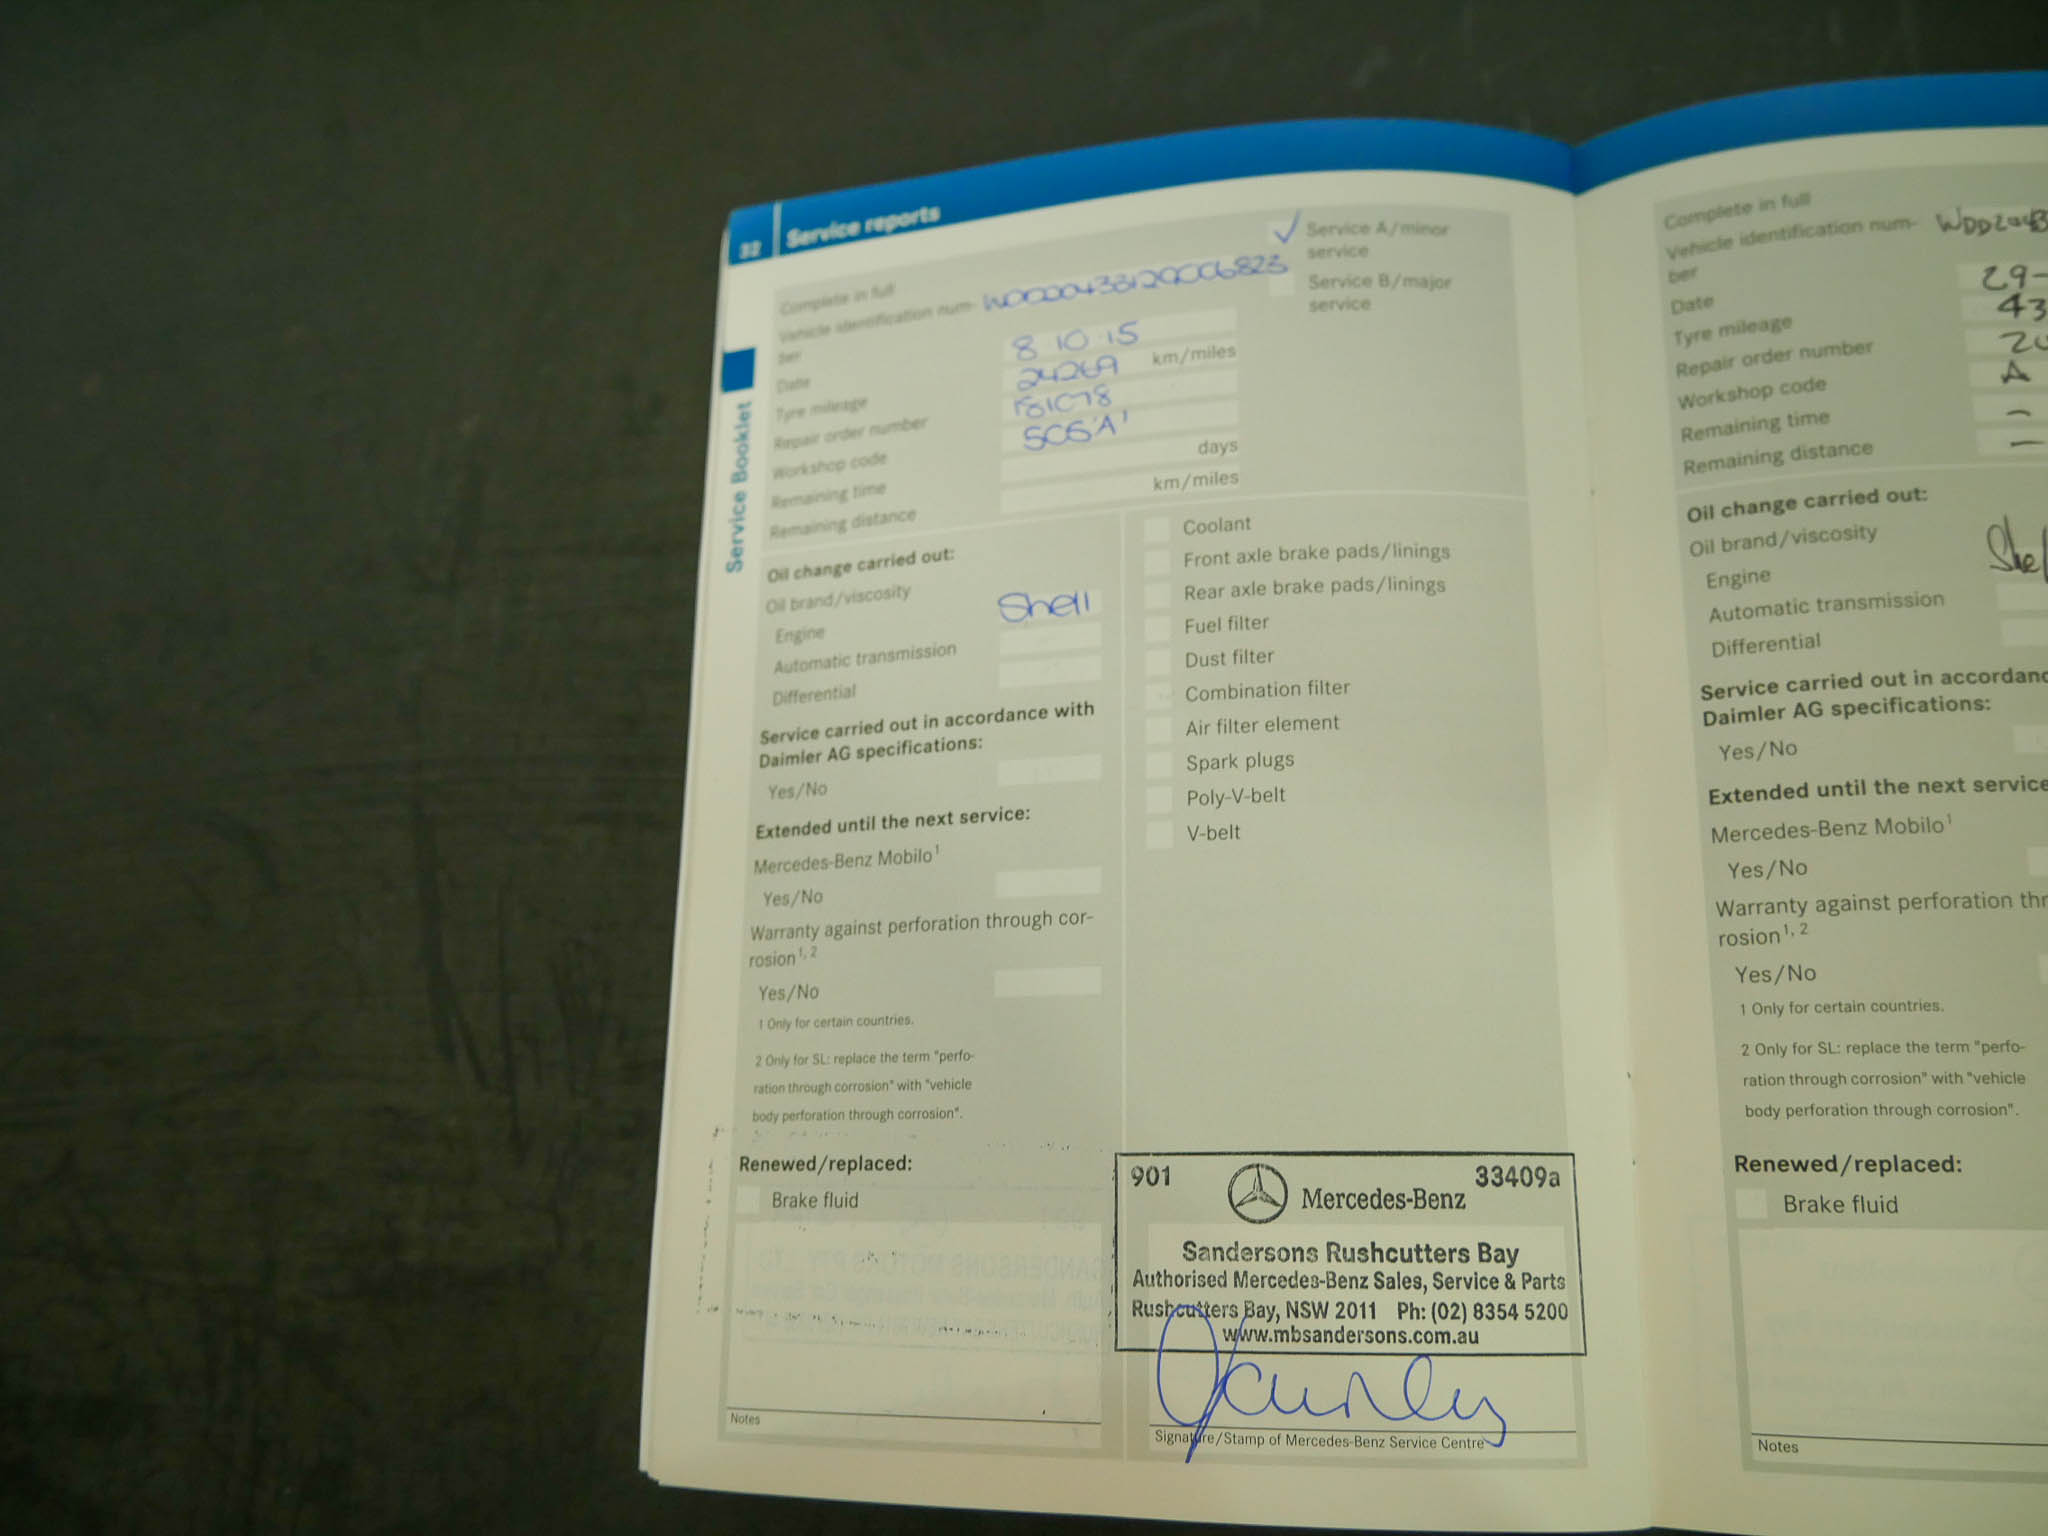 32 Service reports
Service Booklet
Complete in full
Vehicle identification num-
ber
Date 8 10 15
Tyre mileage 24269 km/miles
Repair order number 181078
Workshop code SCS 'A'
Remaining time days
Remaining distance km/miles
✓ Service A/minor
service
Service B/major
service
Oil change carried out:
Oil brand/viscosity
Engine Shell
Automatic transmission
Differential
Service carried out in accordance with
Daimler AG specifications:
Yes/No
Extended until the next service:
Mercedes-Benz Mobilo¹
Yes/No
Warranty against perforation through cor-
rosion¹, ²
Yes/No
1 Only for certain countries.
2 Only for SL: replace the term "perfo-
ration through corrosion" with "vehicle
body perforation through corrosion".
Renewed/replaced:
Brake fluid
Notes
Coolant
Front axle brake pads/linings
Rear axle brake pads/linings
Fuel filter
Dust filter
Combination filter
Air filter element
Spark plugs
Poly-V-belt
V-belt
901 Mercedes-Benz 33409a
Sandersons Rushcutters Bay
Authorised Mercedes-Benz Sales, Service & Parts
Rushcutters Bay, NSW 2011 Ph: (02) 8354 5200
www.mbsandersons.com.au
Signature/Stamp of Mercedes-Benz Service Centre
Complete in full
Vehicle identification num-
ber
Date 29-
Tyre mileage 43
Repair order number
Workshop code A
Remaining time –
Remaining distance –
Oil change carried out:
Oil brand/viscosity
Engine Shel
Automatic transmission
Differential
Service carried out in accordanc
Daimler AG specifications:
Yes/No
Extended until the next service
Mercedes-Benz Mobilo¹
Yes/No
Warranty against perforation thr
rosion¹, ²
Yes/No
1 Only for certain countries.
2 Only for SL: replace the term "perfo-
ration through corrosion" with "vehicle
body perforation through corrosion".
Renewed/replaced:
Brake fluid
Notes